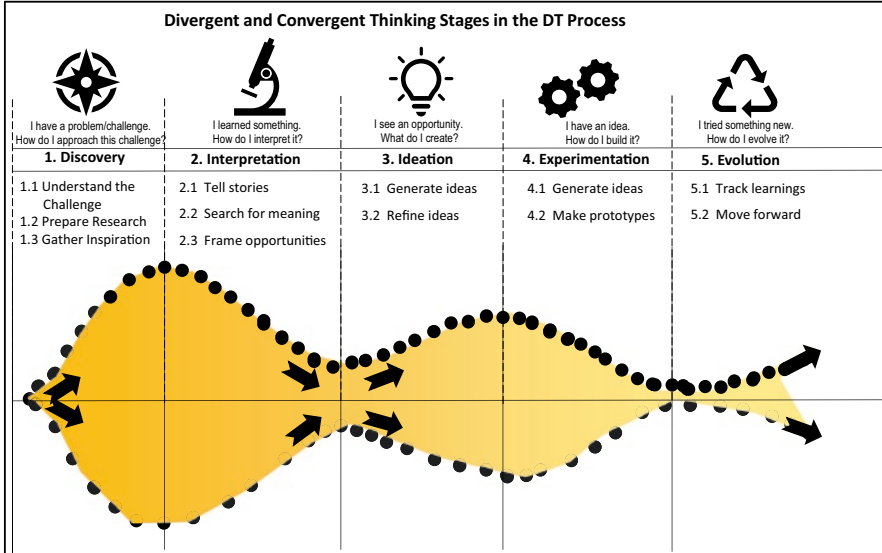 Divergent and Convergent Thinking Stages in the DT Process
I have a problem/challenge.
How do I approach this challenge?
1. Discovery
1.1 Understand the
Challenge
1.2 Prepare Research
1.3 Gather Inspiration
I learned something.
How do I interpret it?
2. Interpretation
2.1 Tell stories
2.2 Search for meaning
2.3 Frame opportunities
I see an opportunity.
What do I create?
3. Ideation
3.1 Generate ideas
3.2 Refine ideas
I have an idea.
How do I build it?
4. Experimentation
4.1 Generate ideas
4.2 Make prototypes
I tried something new.
How do I evolve it?
5. Evolution
5.1 Track learnings
5.2 Move forward